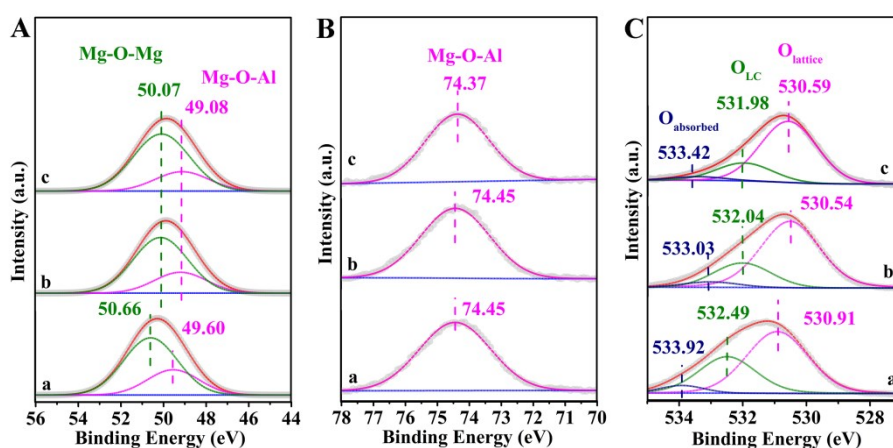 A
Mg-O-Mg
50.07
Mg-O-Al
49.08
c
b
50.66
49.60
a
Intensity (a.u.)
56 54 52 50 48 46 44
Binding Energy (eV)
B
Mg-O-Al
74.37
c
74.45
b
74.45
a
Intensity (a.u.)
78 77 76 75 74 73 72 71 70
Binding Energy (eV)
C
O_lattice
O_LC
530.59
531.98
O_absorbed
533.42
c
532.04
530.54
533.03
b
532.49
530.91
533.92
a
Intensity (a.u.)
534 532 530 528
Binding Energy (eV)